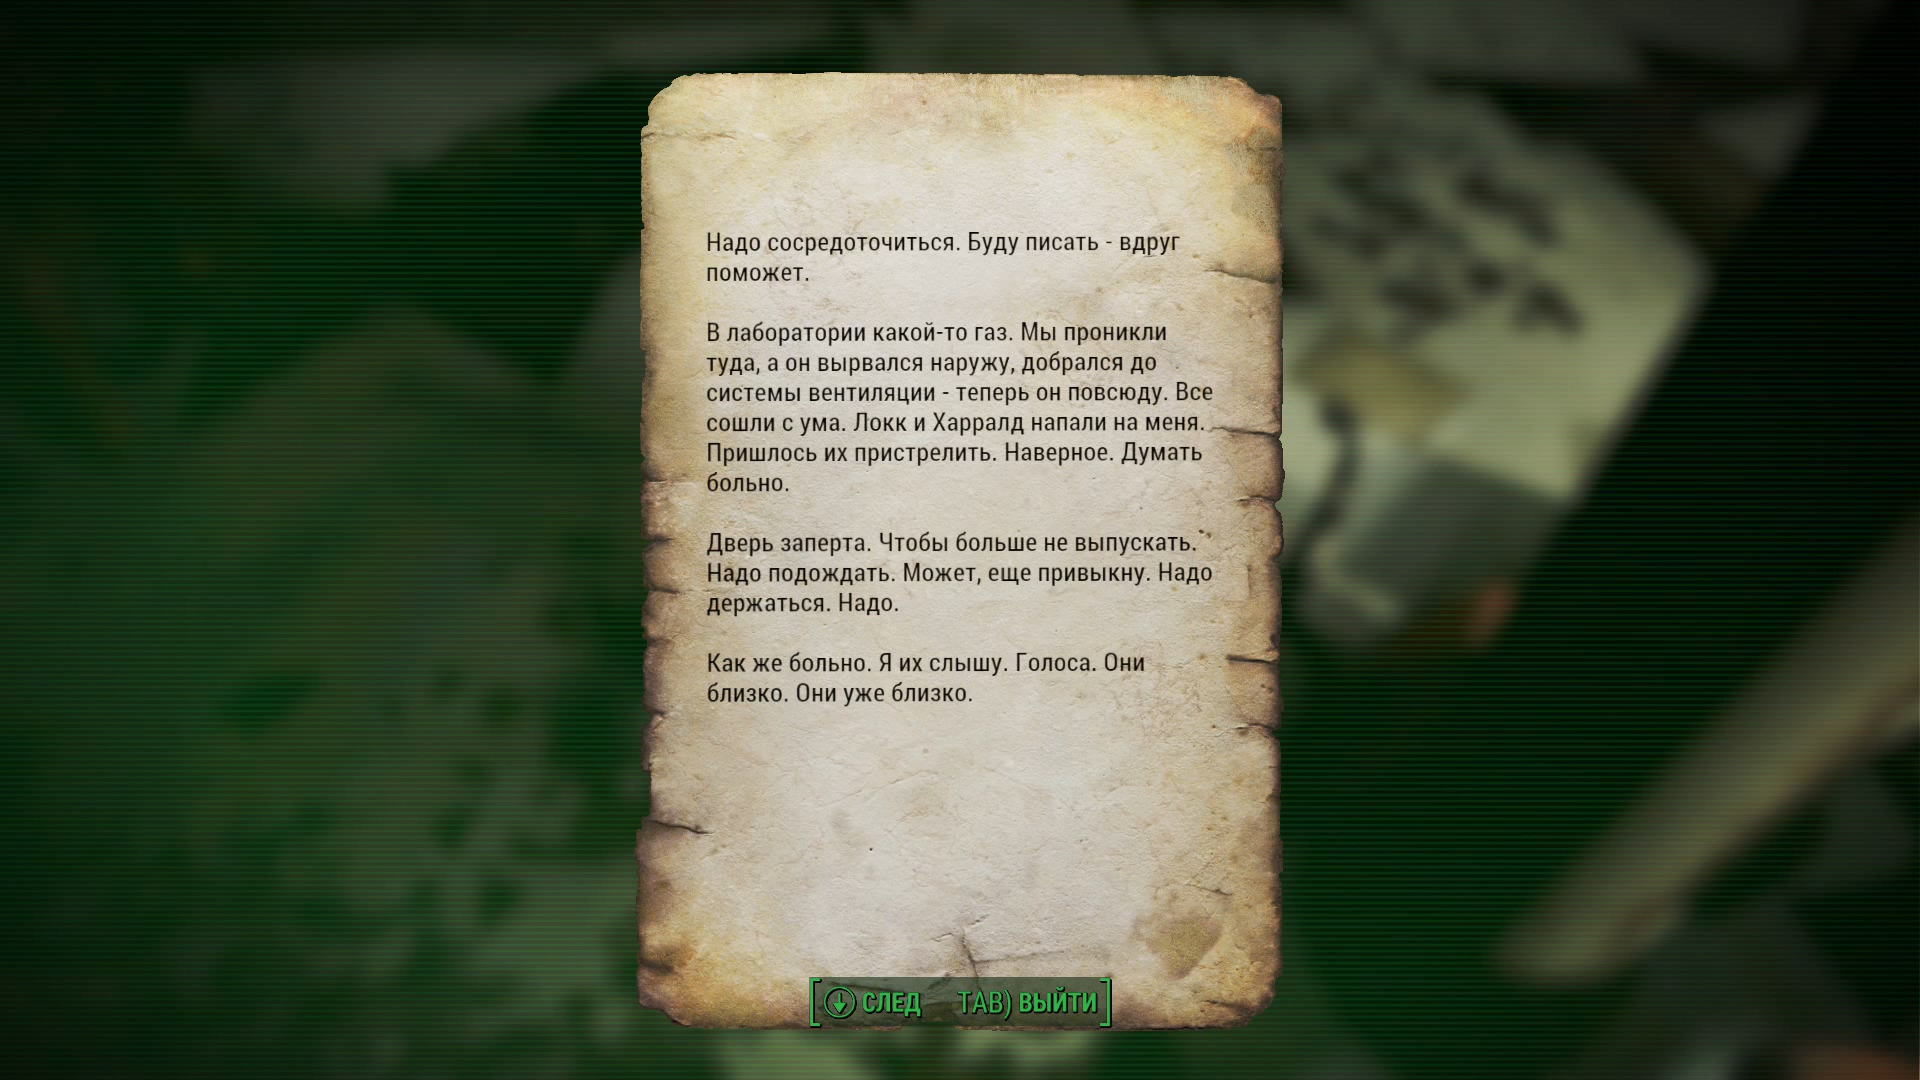 Надо сосредоточиться. Буду писать - вдруг
поможет.
В лаборатории какой-то газ. Мы проникли
туда, а он вырвался наружу, добрался до
системы вентиляции - теперь он повсюду. Все
сошли с ума. Локк и Харралд напали на меня.
Пришлось их пристрелить. Наверное. Думать
больно.
Дверь заперта. Чтобы больше не выпускать.
Надо подождать. Может, еще привыкну. Надо
держаться. Надо.
Как же больно. Я их слышу. Голоса. Они
близко. Они уже близко.
СЛЕД TAB) ВЫЙТИ